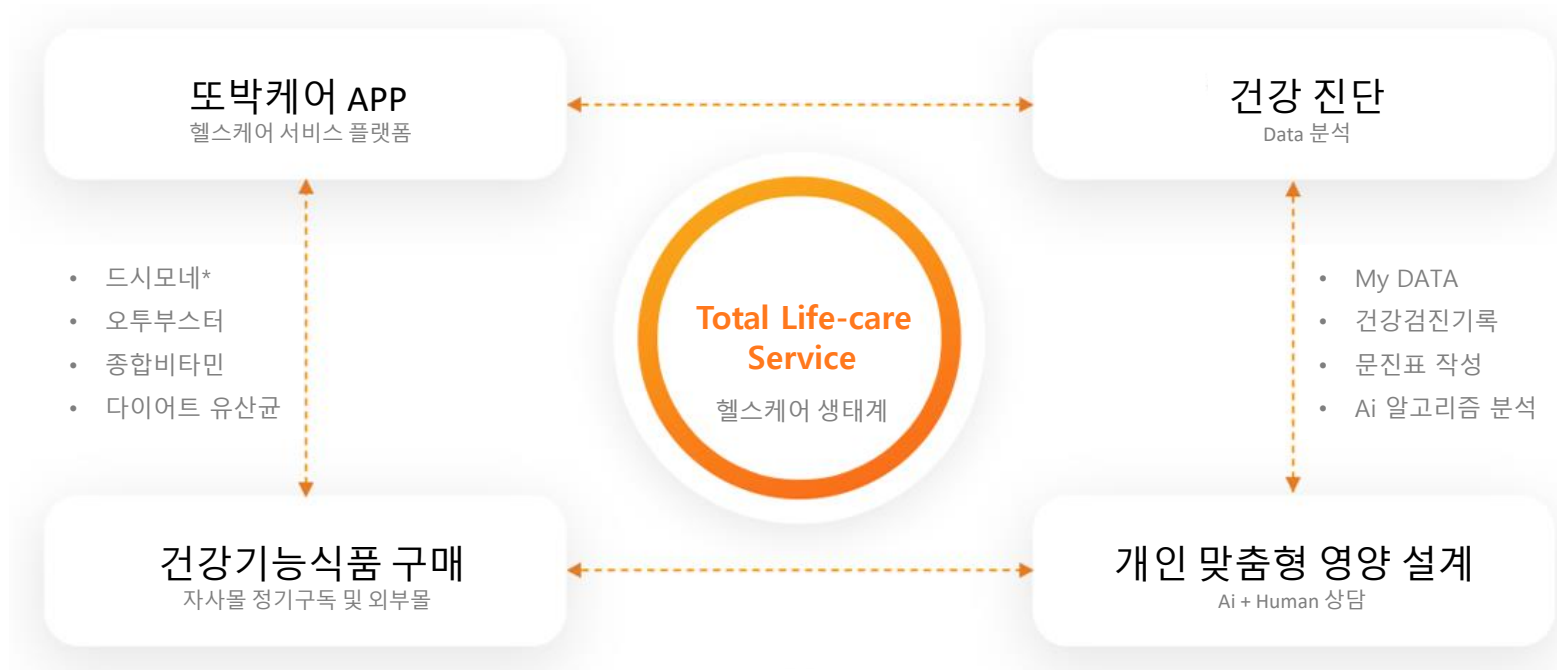 또박케어 APP
헬스케어 서비스 플랫폼
건강 진단
Data 분석
• 드시모네*
• 오투부스터
• 종합비타민
• 다이어트 유산균
Total Life-care
Service
헬스케어 생태계
• My DATA
• 건강검진기록
• 문진표 작성
• Ai 알고리즘 분석
건강기능식품 구매
자사몰 정기구독 및 외부몰
개인 맞춤형 영양 설계
Ai + Human 상담